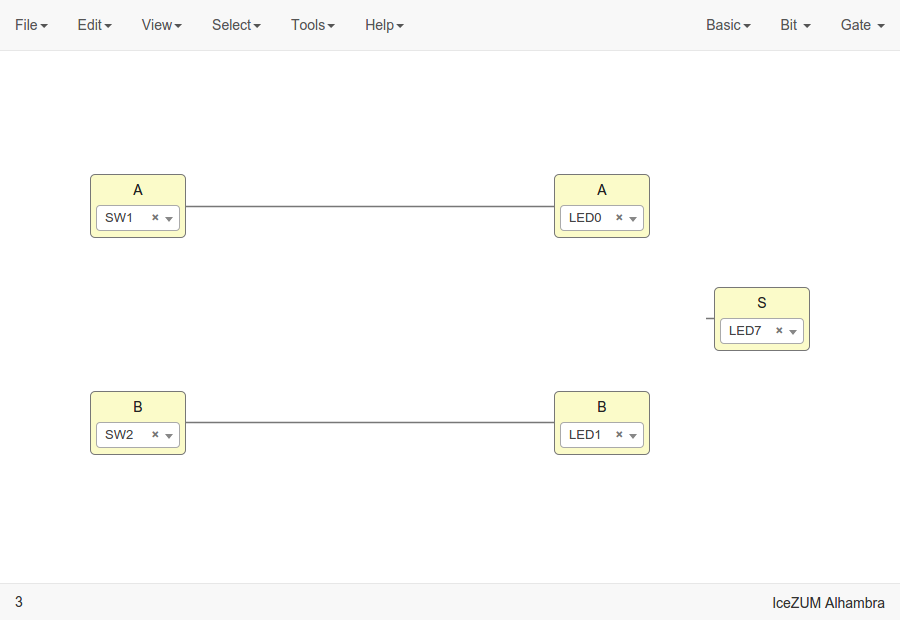 File Edit View Select Tools Help Basic Bit Gate
A A
SW1 × LED0 ×
S
LED7 ×
B B
SW2 × LED1 ×
3 IceZUM Alhambra